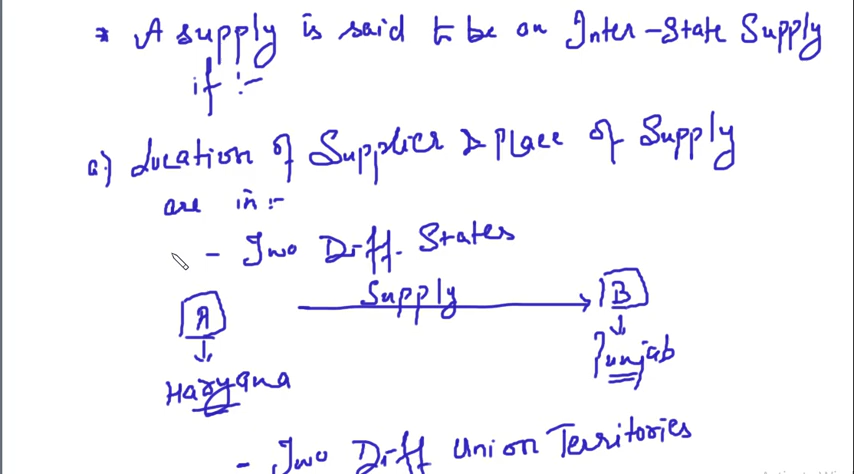 * A supply is said to be an Inter-State Supply
if :-
a) Location of Supplier & Place of Supply
are in :-
- Two Diff. States
A Supply B
Haryana Punjab
- Two Diff Union Territories